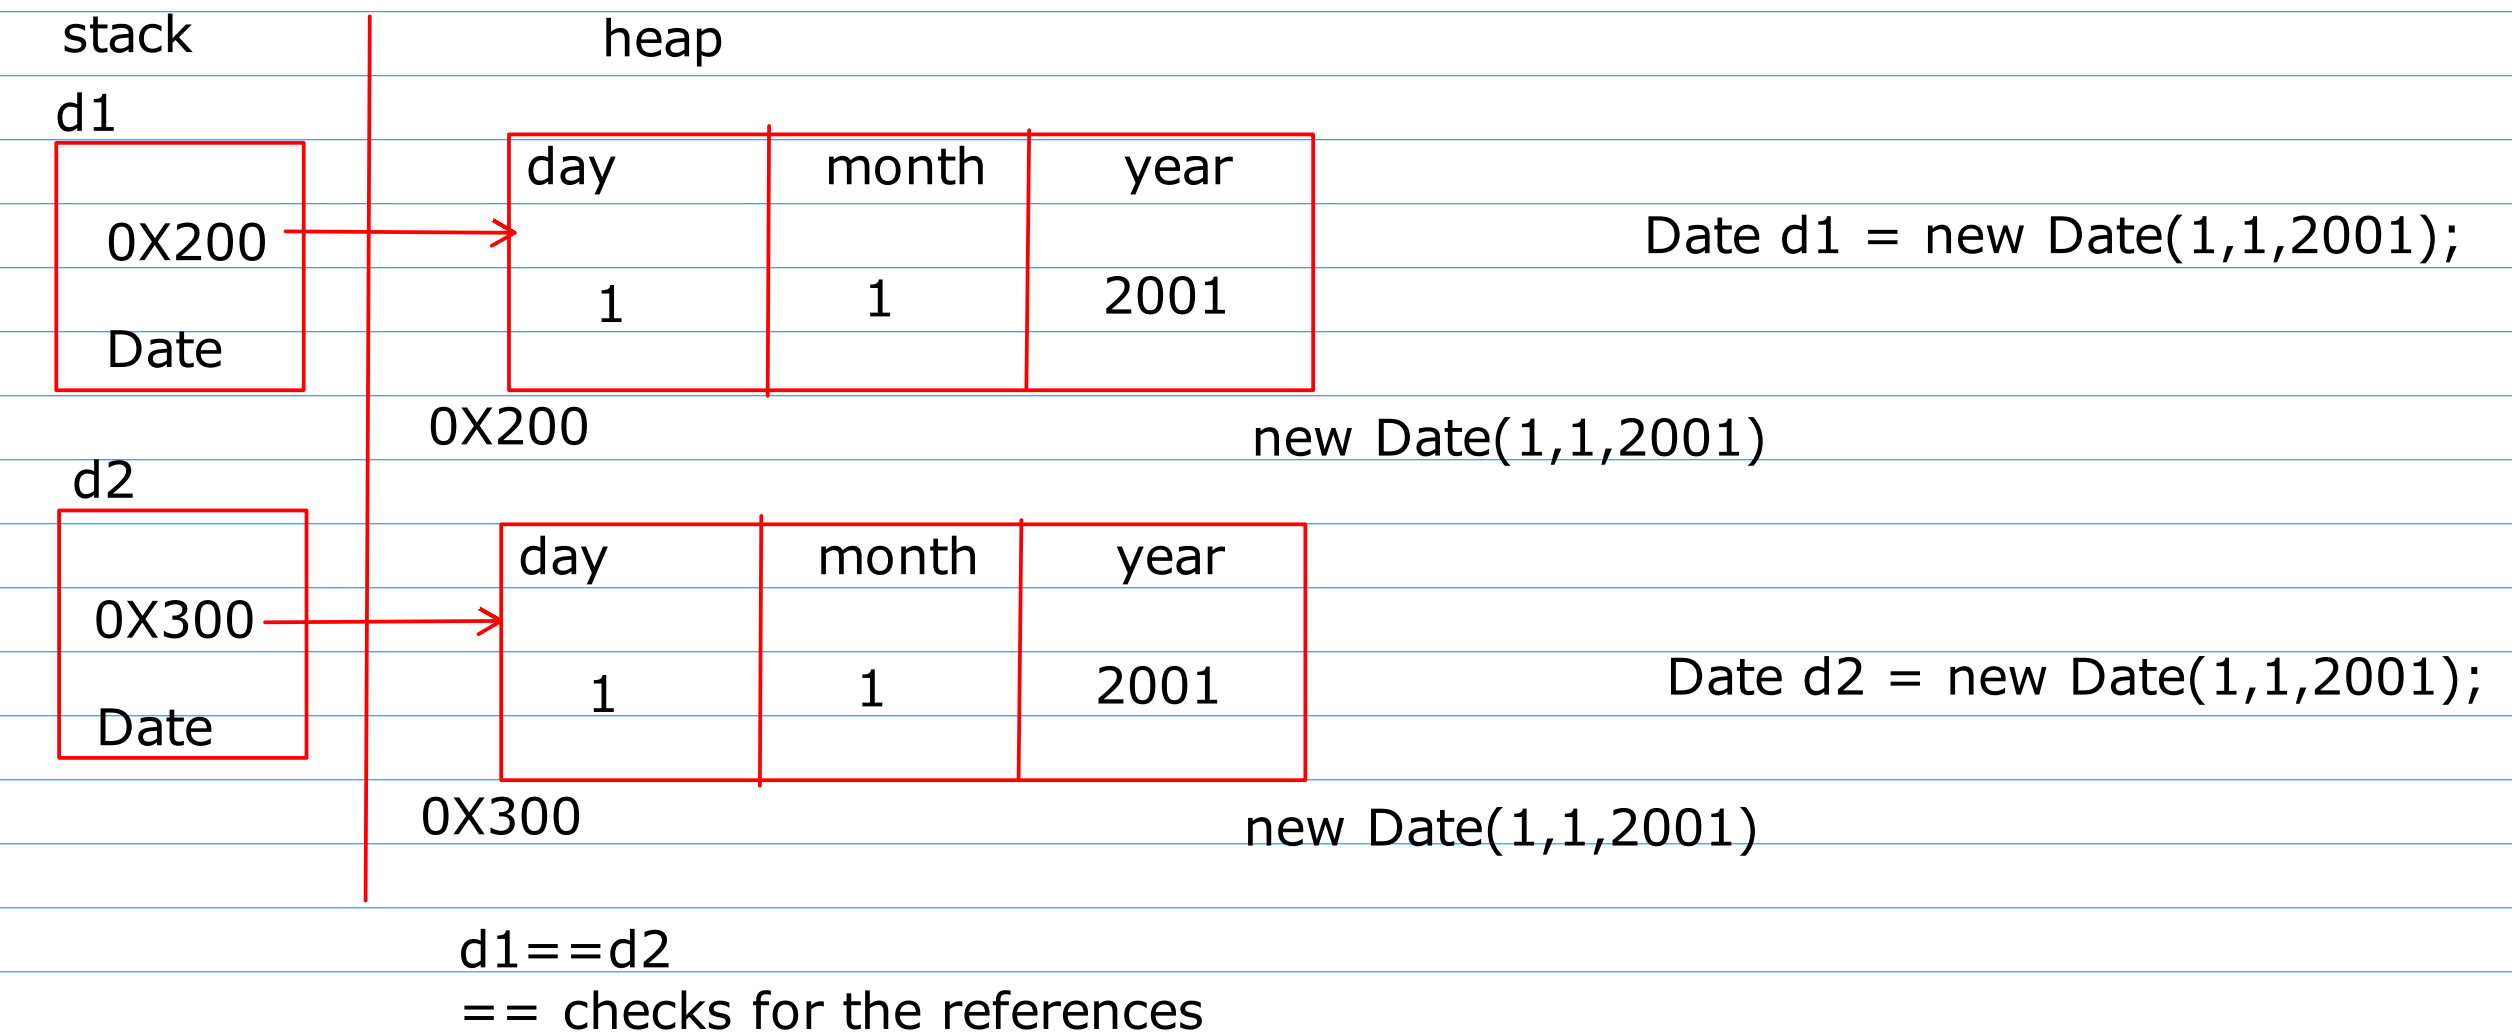 stack heap
d1
day month year
0X200
Date d1 = new Date(1,1,2001);
1 1 2001
Date
0X200
new Date(1,1,2001)
d2
day month year
0X300
1 1 2001
Date d2 = new Date(1,1,2001);
Date
0X300
new Date(1,1,2001)
d1==d2
== checks for the references